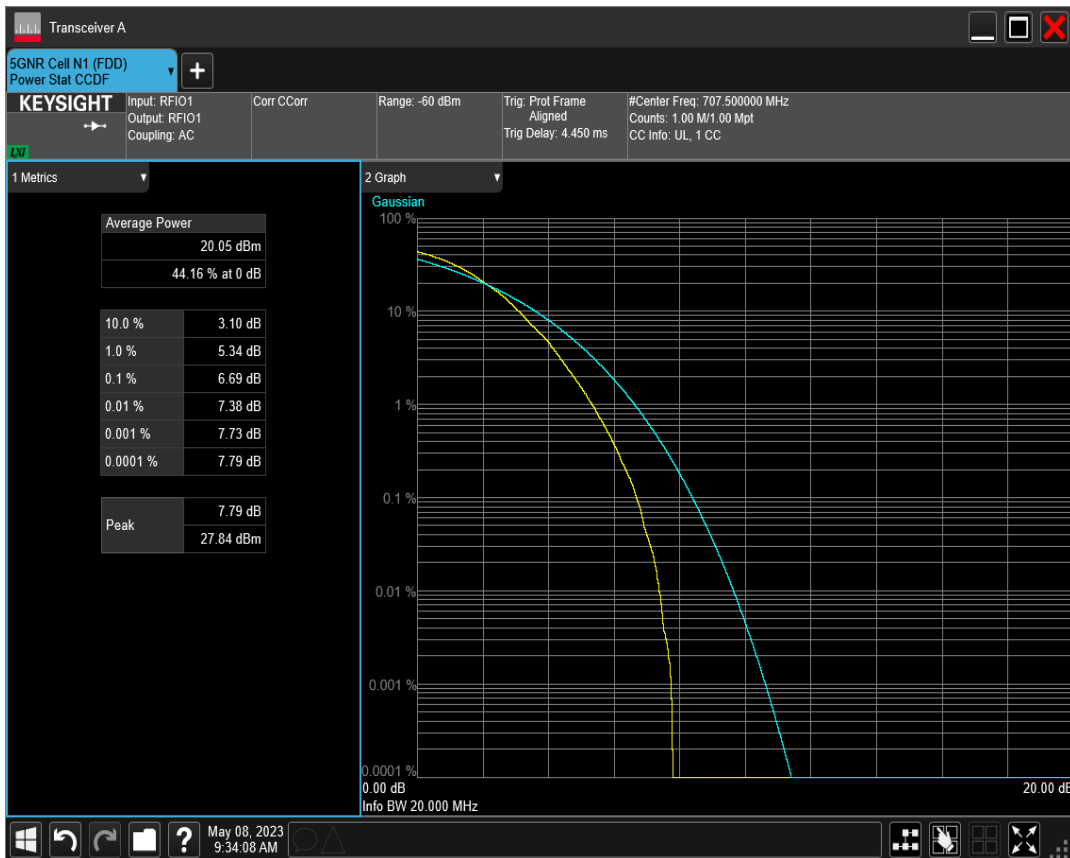 Transceiver A
5GNR Cell N1 (FDD)
Power Stat CCDF
KEYSIGHT
LXI
Input: RFIO1
Output: RFIO1
Coupling: AC
Corr CCorr
Range: -60 dBm
Trig: Prot Frame
Aligned
Trig Delay: 4.450 ms
#Center Freq: 707.500000 MHz
Counts: 1.00 M/1.00 Mpt
CC Info: UL, 1 CC
1 Metrics
Average Power
20.05 dBm
44.16 % at 0 dB
10.0 % 3.10 dB
1.0 % 5.34 dB
0.1 % 6.69 dB
0.01 % 7.38 dB
0.001 % 7.73 dB
0.0001 % 7.79 dB
Peak
7.79 dB
27.84 dBm
2 Graph
Gaussian
100 %
10 %
1 %
0.1 %
0.01 %
0.001 %
0.0001 %
0.00 dB 20.00 dB
Info BW 20.000 MHz
?
May 08, 2023
9:34:08 AM